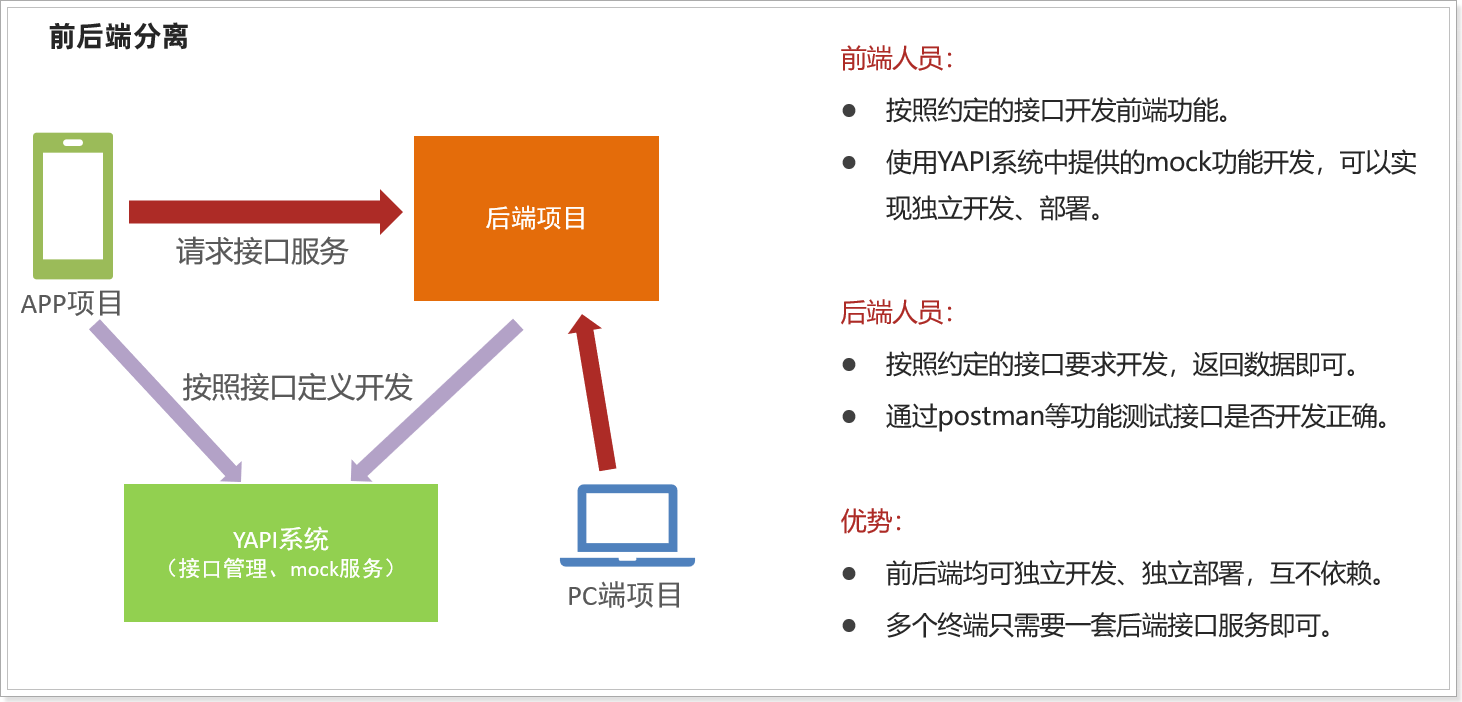 前后端分离
请求接口服务
后端项目
APP项目
按照接口定义开发
YAPI系统
（接口管理、mock服务）
PC端项目
前端人员：
● 按照约定的接口开发前端功能。
● 使用YAPI系统中提供的mock功能开发，可以实
现独立开发、部署。
后端人员：
● 按照约定的接口要求开发，返回数据即可。
● 通过postman等功能测试接口是否开发正确。
优势：
● 前后端均可独立开发、独立部署，互不依赖。
● 多个终端只需要一套后端接口服务即可。